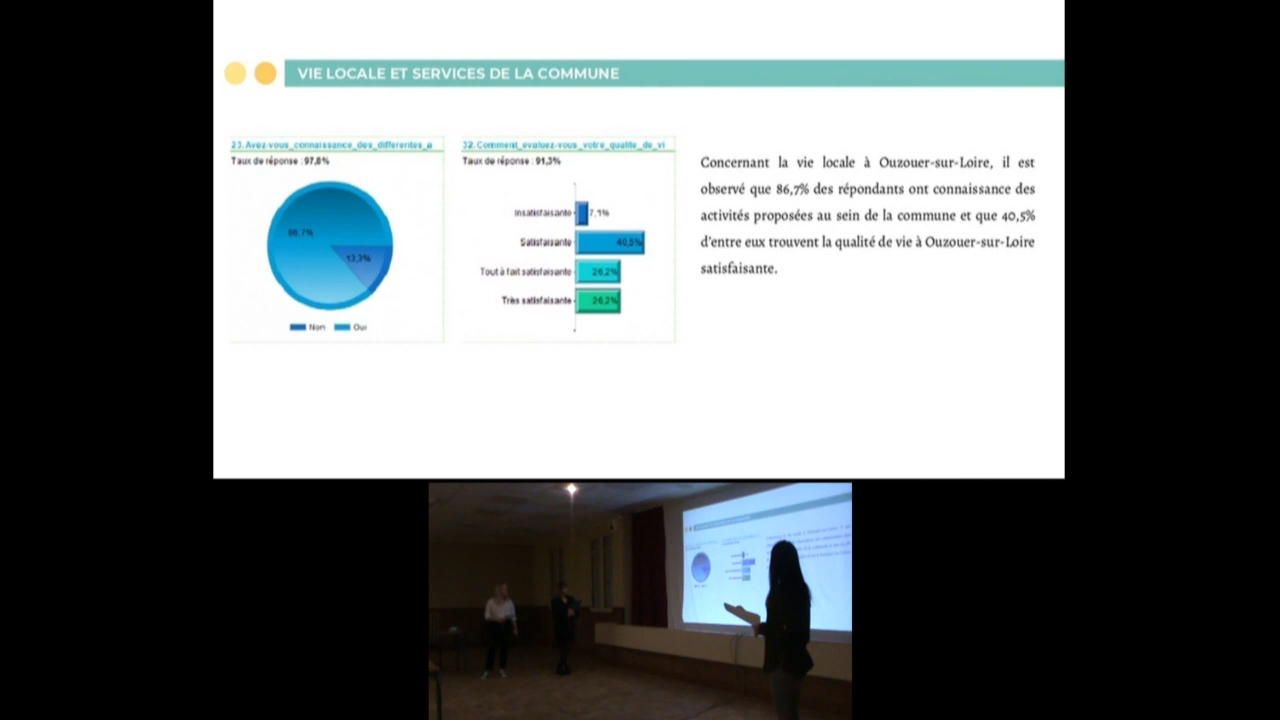 VIE LOCALE ET SERVICES DE LA COMMUNE
23. Avez-vous_connaissance_des_differentes_a
Taux de réponse : 97,8%
86,7%
13,3%
Non Oui
32. Comment_evaluez-vous_votre_qualite_de_vi
Taux de réponse : 91,3%
Insatisfaisante 7,1%
Satisfaisante 40,5%
Tout à fait satisfaisante 26,2%
Très satisfaisante 26,2%
Concernant la vie locale à Ouzouer-sur-Loire, il est
observé que 86,7% des répondants ont connaissance des
activités proposées au sein de la commune et que 40,5%
d'entre eux trouvent la qualité de vie à Ouzouer-sur-Loire
satisfaisante.